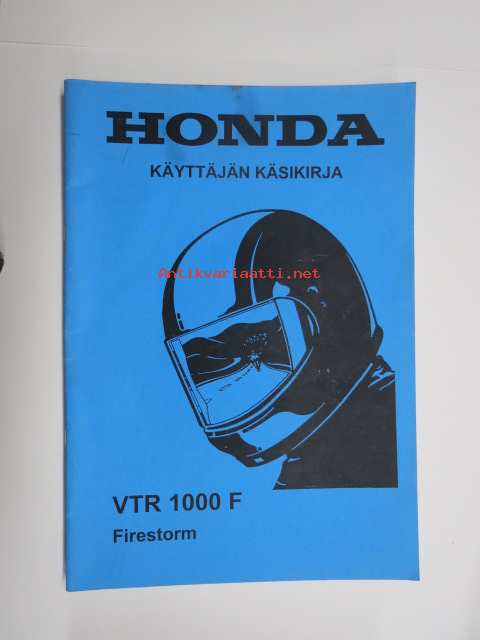 HONDA
KÄYTTÄJÄN KÄSIKIRJA
Antikvariaatti.net
VTR 1000 F
Firestorm